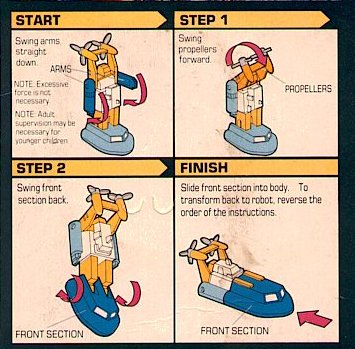 START
Swing arms
straight
down.
ARMS
NOTE: Excessive
force is not
necessary.
NOTE: Adult
supervision may be
necessary for
younger children
STEP 1
Swing
propellers
forward.
PROPELLERS
STEP 2
Swing front
section back.
FRONT SECTION
FINISH
Slide front section into body. To
transform back to robot, reverse the
order of the instructions.
FRONT SECTION